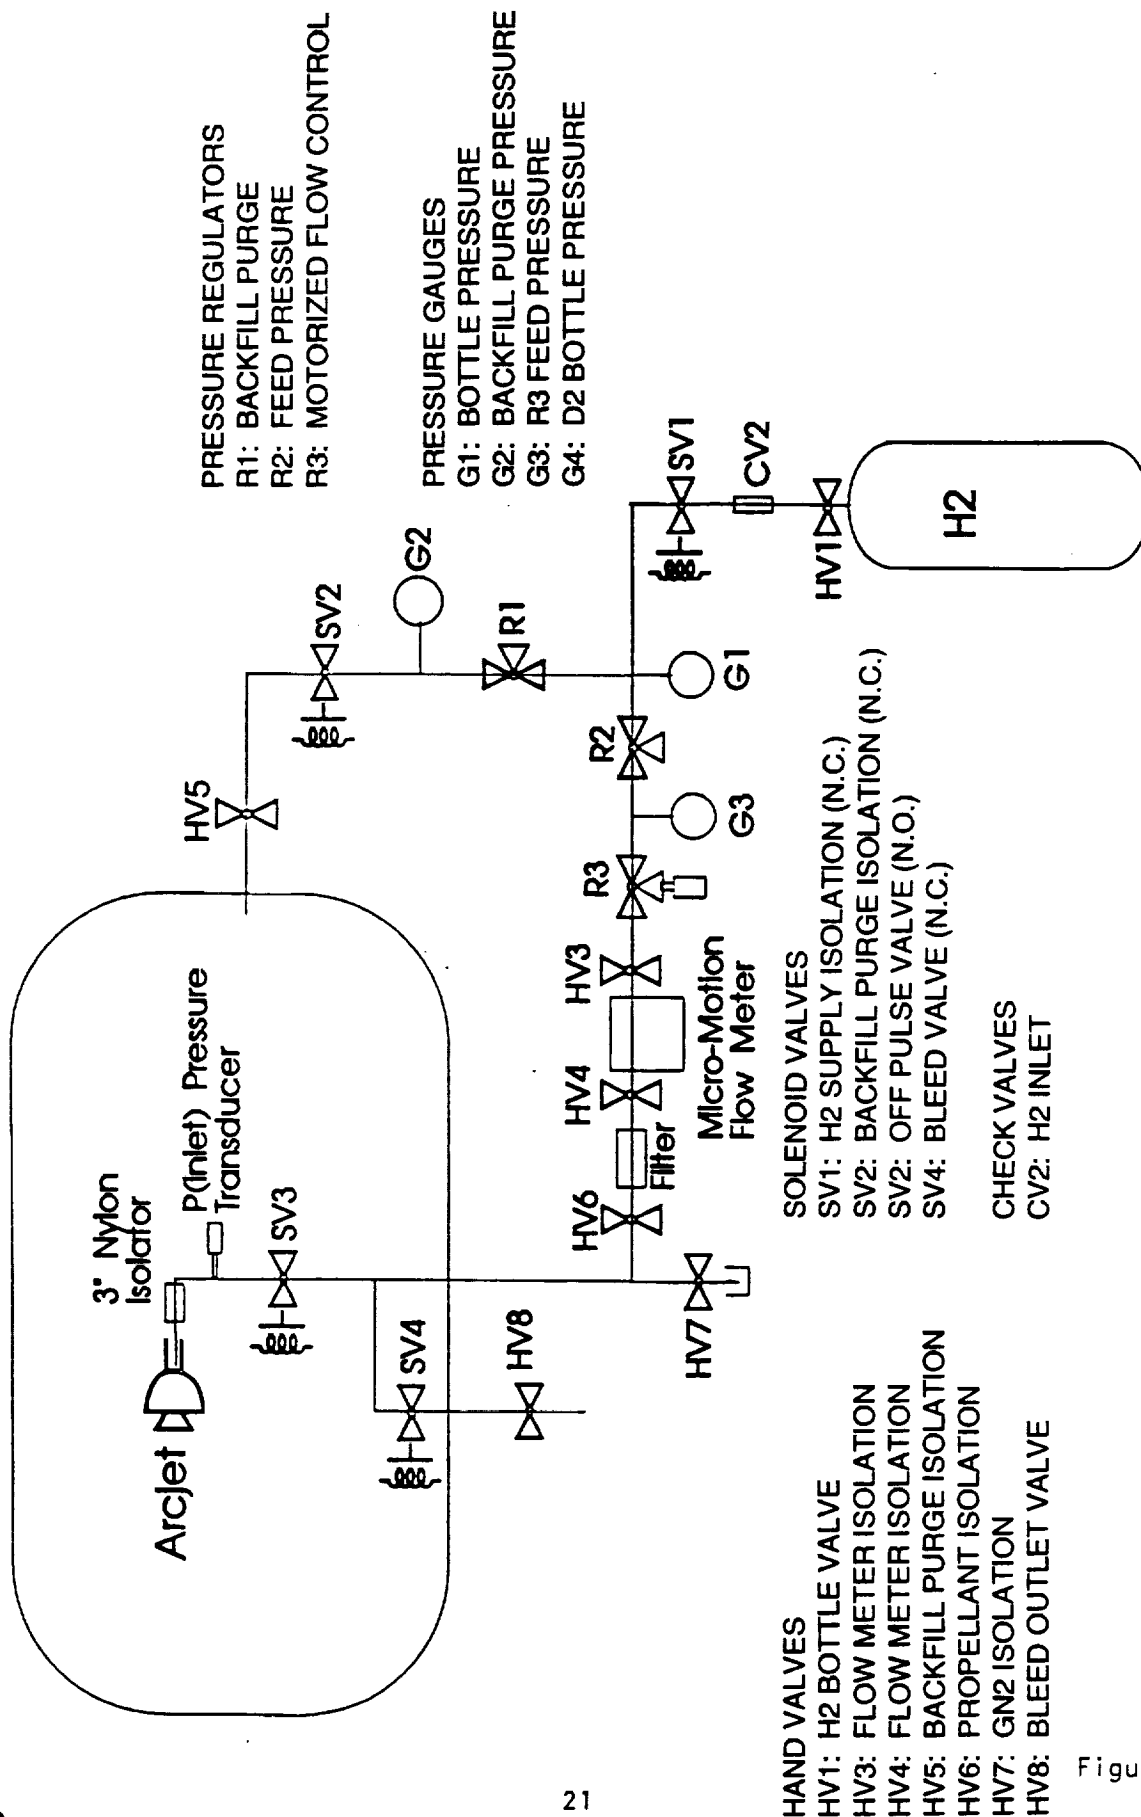 PRESSURE REGULATORS
R1: BACKFILL PURGE
R2: FEED PRESSURE
R3: MOTORIZED FLOW CONTROL
PRESSURE GAUGES
G1: BOTTLE PRESSURE
G2: BACKFILL PURGE PRESSURE
G3: R3 FEED PRESSURE
G4: D2 BOTTLE PRESSURE
Arcjet
3" Nylon
Isolator
P(Inlet) Pressure
Transducer
SV3
SV4
HV8
HV5
SV2
G2
R1
HV7
HV6
Filter
HV4
HV3
Micro-Motion
Flow Meter
R3
G3
R2
G1
SV1
CV2
HV1
H2
HAND VALVES
HV1: H2 BOTTLE VALVE
HV3: FLOW METER ISOLATION
HV4: FLOW METER ISOLATION
HV5: BACKFILL PURGE ISOLATION
HV6: PROPELLANT ISOLATION
HV7: GN2 ISOLATION
HV8: BLEED OUTLET VALVE
SOLENOID VALVES
SV1: H2 SUPPLY ISOLATION (N.C.)
SV2: BACKFILL PURGE ISOLATION (N.C.)
SV2: OFF PULSE VALVE (N.O.)
SV4: BLEED VALVE (N.C.)
CHECK VALVES
CV2: H2 INLET
21
Figu